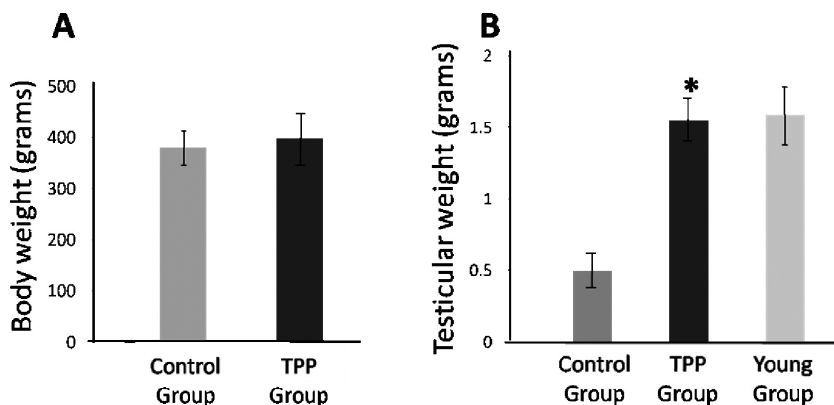 A
Body weight (grams)
500
400
300
200
100
0
Control
Group
TPP
Group
B
Testicular weight (grams)
2
1.5
1
0.5
0
*
Control
Group
TPP
Group
Young
Group